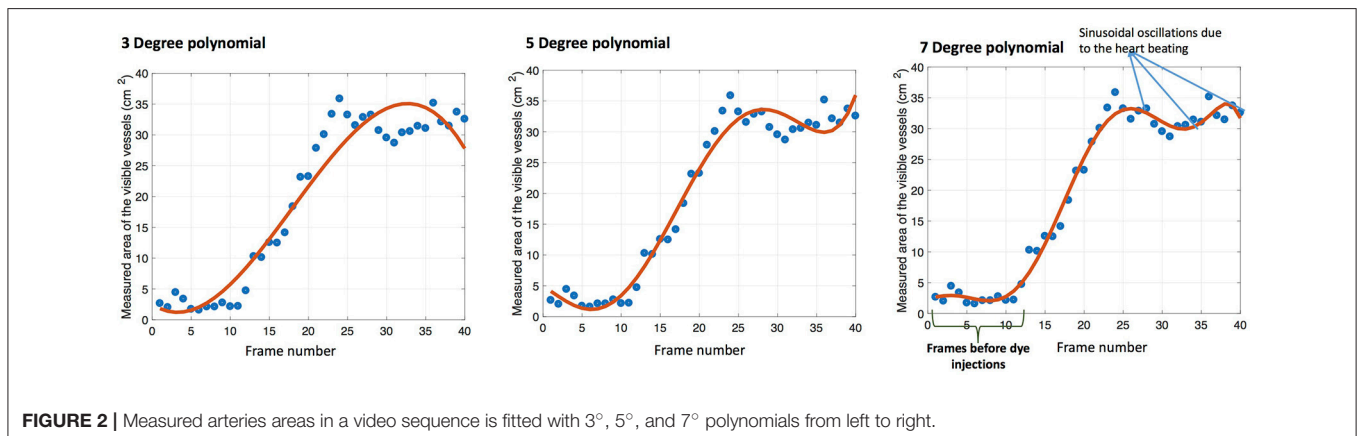 3 Degree polynomial
Measured area of the visible vessels (cm 2)
40
35
30
25
20
15
10
5
0
0 5 10 15 20 25 30 35 40
Frame number
5 Degree polynomial
Measured area of the visible vessels (cm 2)
40
35
30
25
20
15
10
5
0
0 5 10 15 20 25 30 35 40
Frame number
7 Degree polynomial
Sinusoidal oscillations due
to the heart beating
Measured area of the visible vessels (cm 2)
40
35
30
25
20
15
10
5
0
0 5 10 15 20 25 30 35 40
Frames before dye
injections
Frame number
FIGURE 2 | Measured arteries areas in a video sequence is fitted with 3°, 5°, and 7° polynomials from left to right.